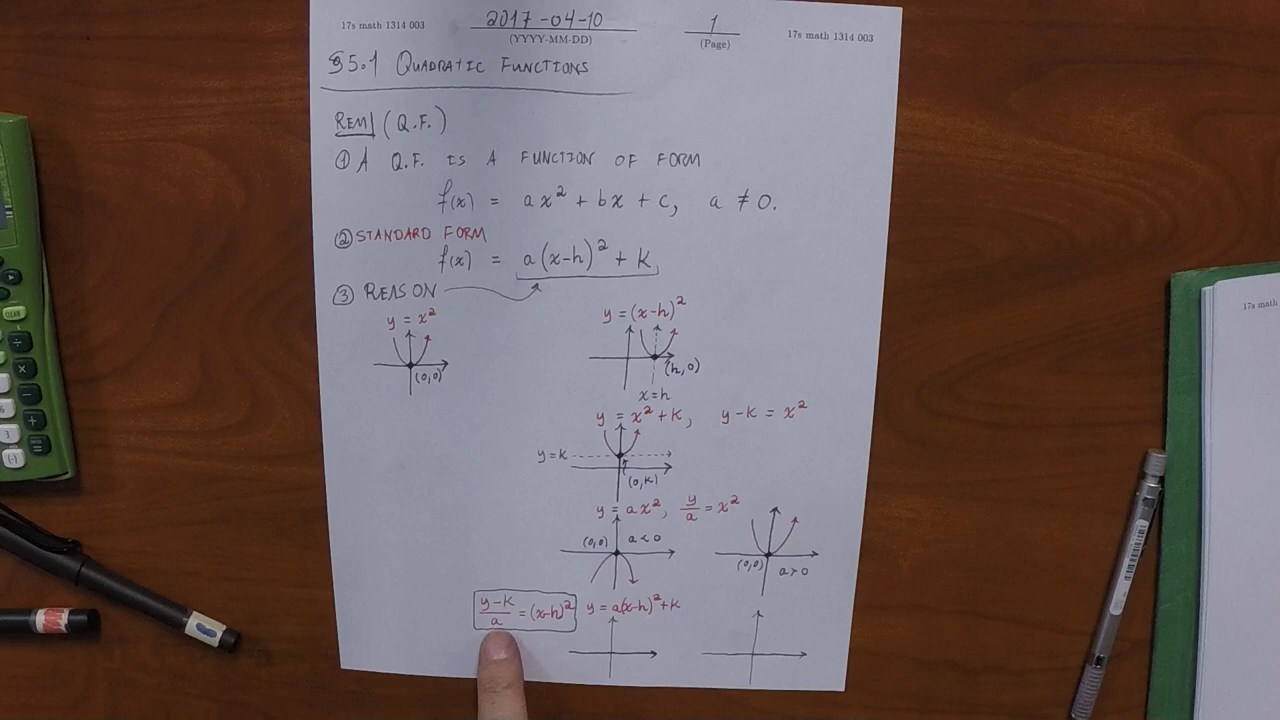 17s math 1314 003 2017-04-10 1 17s math 1314 003
(YYYY-MM-DD) (Page)
§5.1 QUADRATIC FUNCTIONS
REM (Q.F.)
① A Q.F. IS A FUNCTION OF FORM
f(x) = ax² + bx + c, a ≠ 0.
② STANDARD FORM
f(x) = a(x-h)² + k
③ REASON
y = x² y = (x-h)²
(0,0) (h,0)
x=h
y = x² + k, y-k = x²
y=k
(0,k)
y = ax², y/a = x²
(0,0) a<0
(0,0) a>0
(y-k)/a = (x-h)² y = a(x-h)²+k
CLEAR
17s math